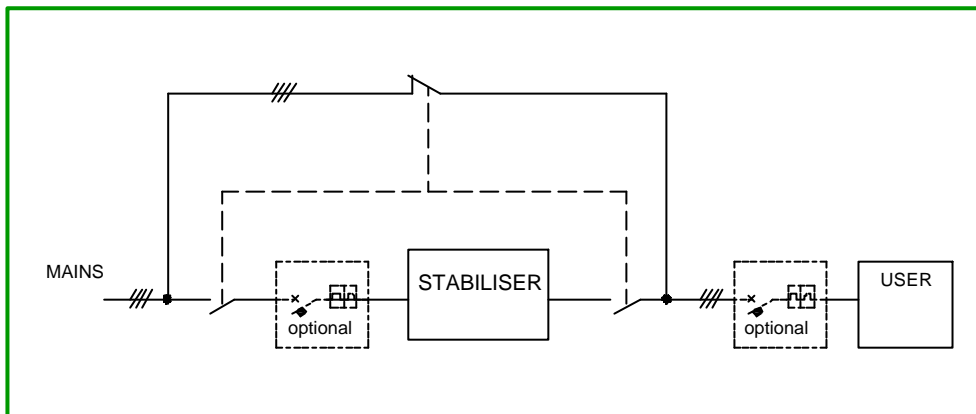 MAINS
optional
STABILISER
optional
USER